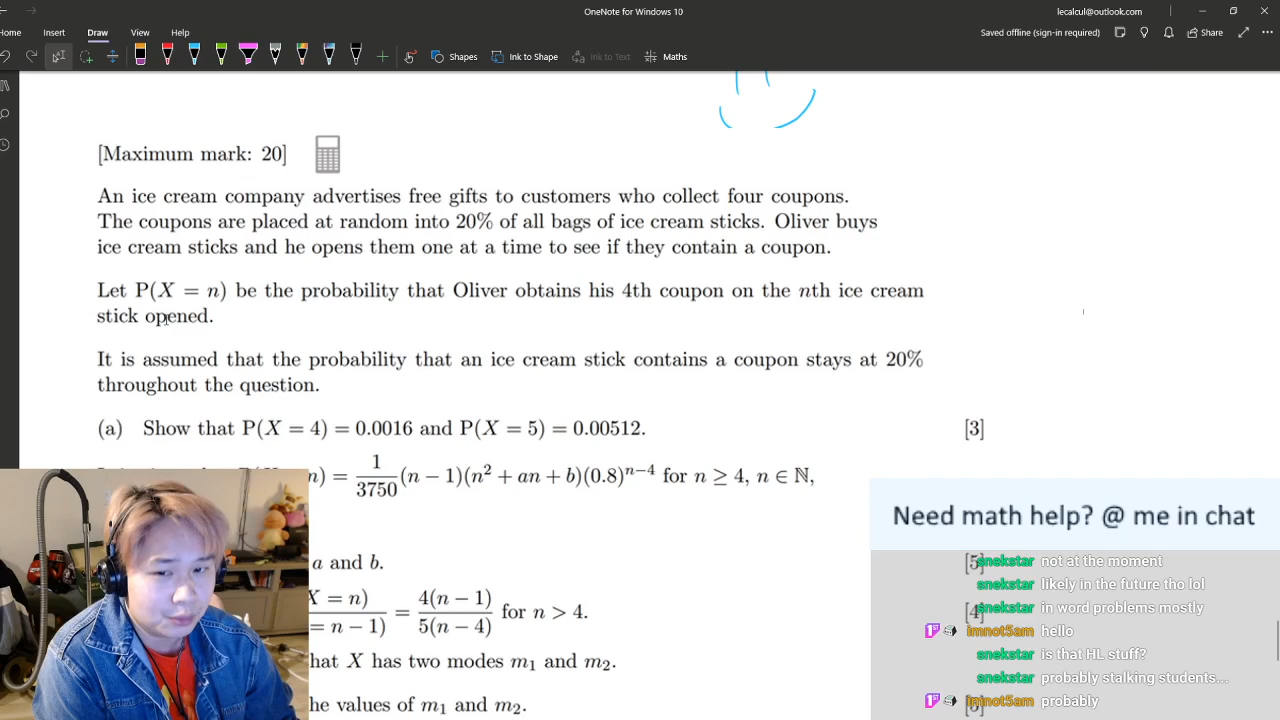 OneNote for Windows 10
lecalcul@outlook.com
Home Insert Draw View Help
Saved offline (sign-in required)
Share
Shapes
Ink to Shape
Ink to Text
Maths
[Maximum mark: 20]
An ice cream company advertises free gifts to customers who collect four coupons.
The coupons are placed at random into 20% of all bags of ice cream sticks. Oliver buys
ice cream sticks and he opens them one at a time to see if they contain a coupon.
Let P(X = n) be the probability that Oliver obtains his 4th coupon on the nth ice cream
stick opened.
It is assumed that the probability that an ice cream stick contains a coupon stays at 20%
throughout the question.
(a) Show that P(X = 4) = 0.0016 and P(X = 5) = 0.00512. [3]
n) = 1/3750 (n − 1)(n² + an + b)(0.8)ⁿ⁻⁴ for n ≥ 4, n ∈ ℕ,
a and b. [5]
X = n) / = n − 1) = 4(n − 1) / 5(n − 4) for n > 4. [4]
hat X has two modes m₁ and m₂.
he values of m₁ and m₂.
Need math help? @ me in chat
snekstar not at the moment
snekstar likely in the future tho lol
snekstar in word problems mostly
imnot5am hello
snekstar is that HL stuff?
snekstar probably stalking students...
imnot5am probably